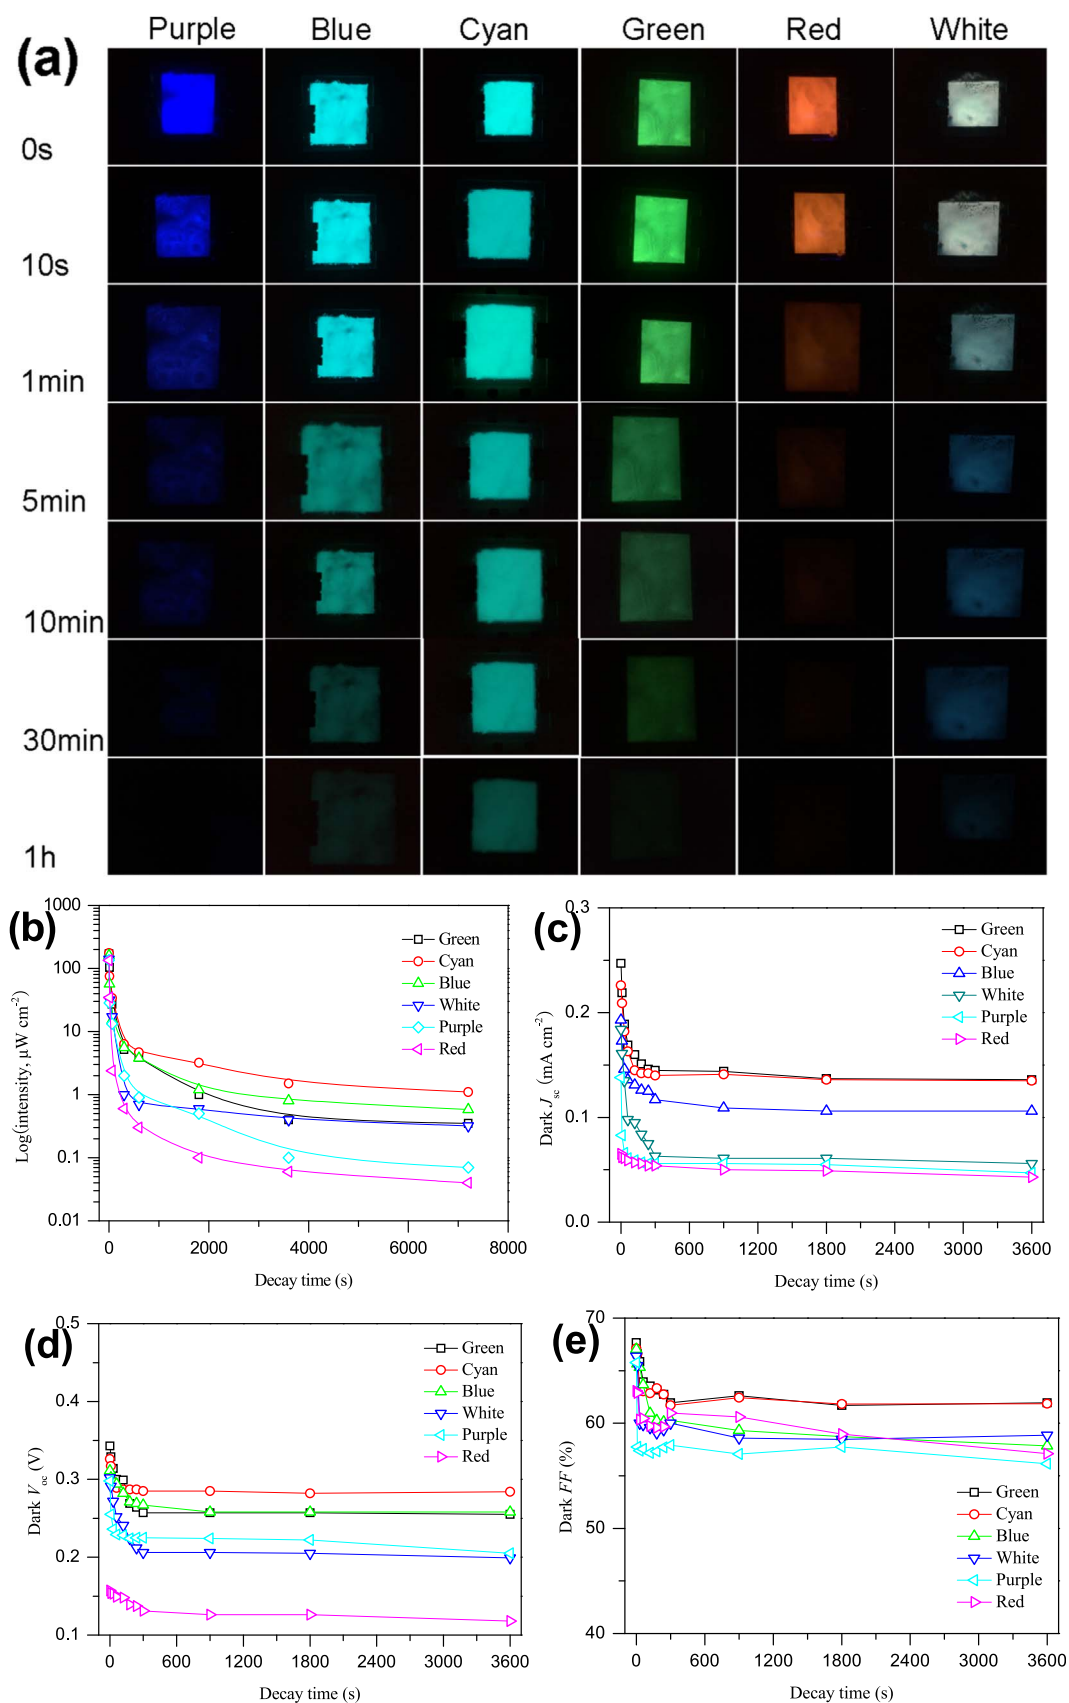 (a)
Purple Blue Cyan Green Red White
0s
10s
1min
5min
10min
30min
1h
(b)
Log(intensity, μW cm⁻²)
1000
100
10
1
0.1
0.01
0 2000 4000 6000 8000
Decay time (s)
Green
Cyan
Blue
White
Purple
Red
(c)
Dark Jsc (mA cm⁻²)
0.3
0.2
0.1
0.0
0 600 1200 1800 2400 3000 3600
Decay time (s)
Green
Cyan
Blue
White
Purple
Red
(d)
Dark Voc (V)
0.5
0.4
0.3
0.2
0.1
0 600 1200 1800 2400 3000 3600
Decay time (s)
Green
Cyan
Blue
White
Purple
Red
(e)
Dark FF (%)
70
60
50
40
0 600 1200 1800 2400 3000 3600
Decay time (s)
Green
Cyan
Blue
White
Purple
Red